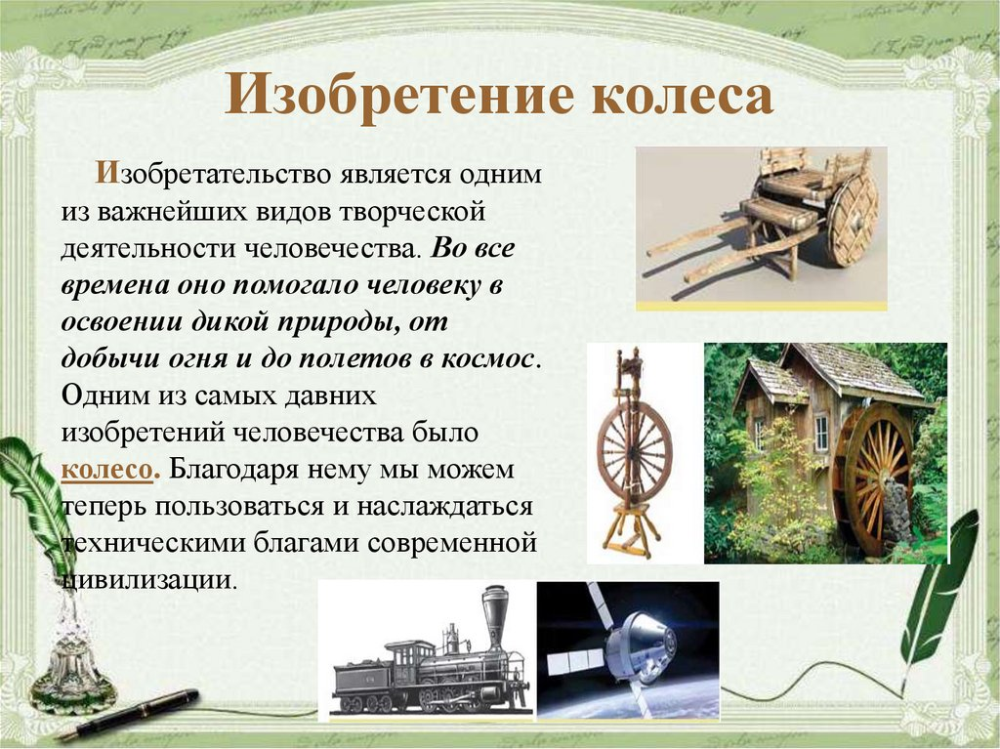 Изобретение колеса
Изобретательство является одним
из важнейших видов творческой
деятельности человечества. Во все
времена оно помогало человеку в
освоении дикой природы, от
добычи огня и до полетов в космос.
Одним из самых давних
изобретений человечества было
колесо. Благодаря нему мы можем
теперь пользоваться и наслаждаться
техническими благами современной
цивилизации.